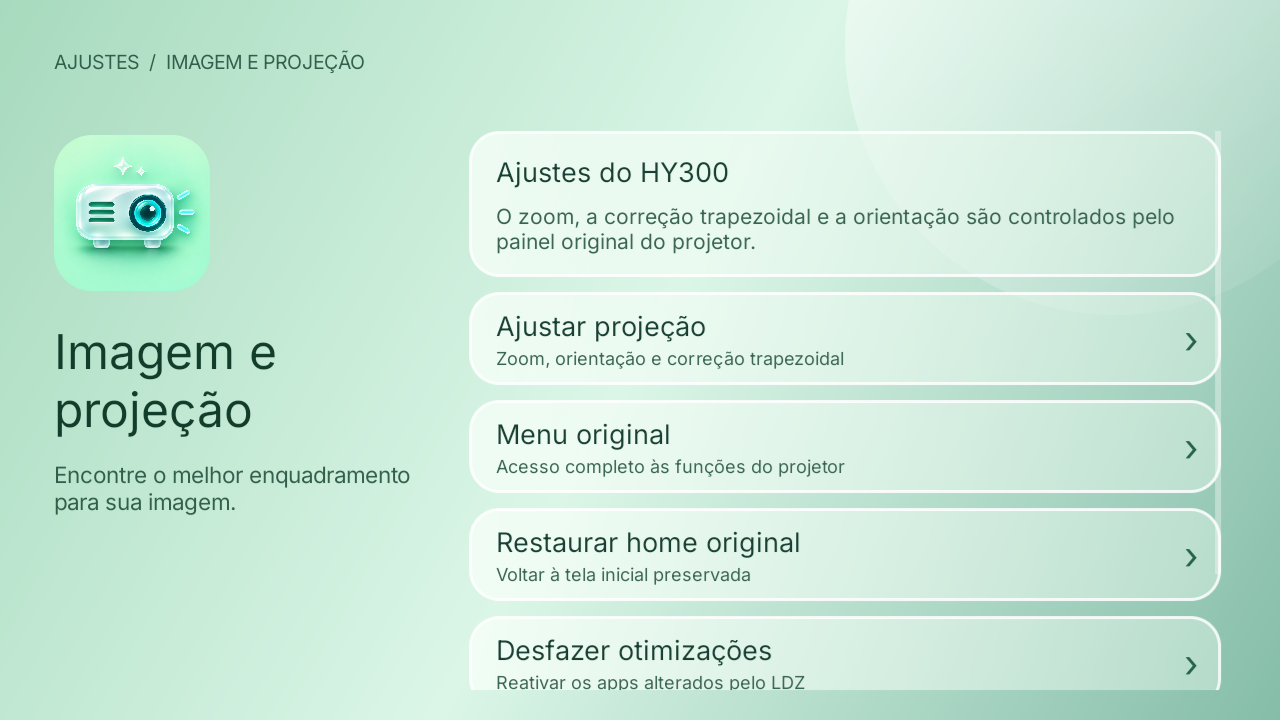 AJUSTES / IMAGEM E PROJEÇÃO
Imagem e
projeção
Encontre o melhor enquadramento
para sua imagem.
Ajustes do HY300
O zoom, a correção trapezoidal e a orientação são controlados pelo
painel original do projetor.
Ajustar projeção
Zoom, orientação e correção trapezoidal
Menu original
Acesso completo às funções do projetor
Restaurar home original
Voltar à tela inicial preservada
Desfazer otimizações
Reativar os apps alterados pelo LDZ